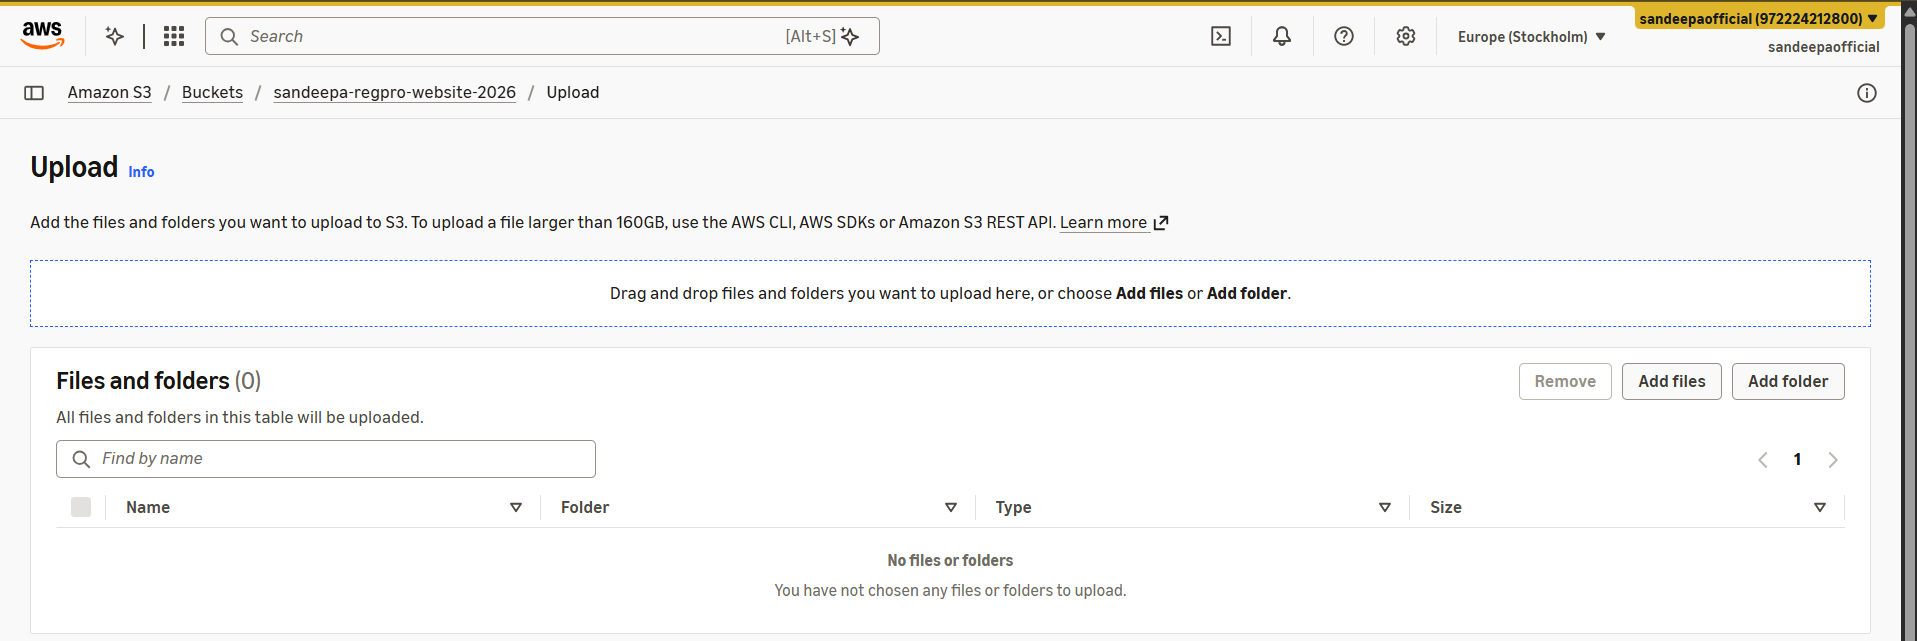 aws
Search [Alt+S]
Europe (Stockholm)
sandeepaofficial (972224212800)
sandeepaofficial
Amazon S3 / Buckets / sandeepa-regpro-website-2026 / Upload
Upload Info
Add the files and folders you want to upload to S3. To upload a file larger than 160GB, use the AWS CLI, AWS SDKs or Amazon S3 REST API. Learn more
Drag and drop files and folders you want to upload here, or choose Add files or Add folder.
Files and folders (0)
Remove Add files Add folder
All files and folders in this table will be uploaded.
Find by name
1
Name Folder Type Size
No files or folders
You have not chosen any files or folders to upload.